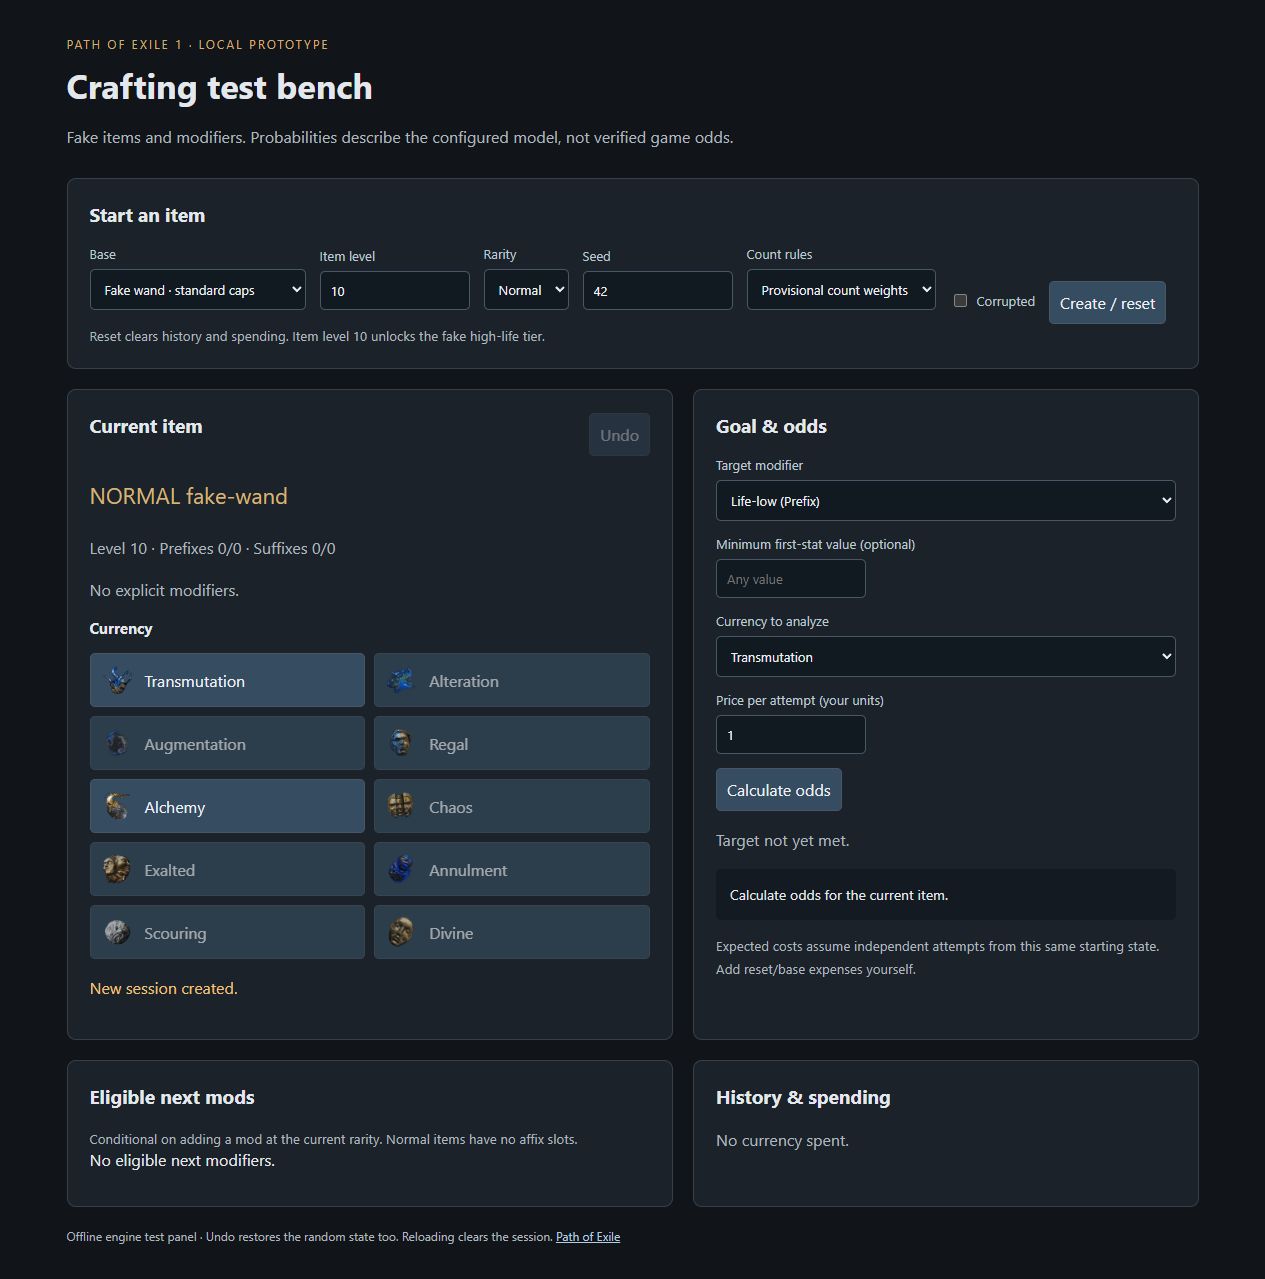 PATH OF EXILE 1 · LOCAL PROTOTYPE
Crafting test bench
Fake items and modifiers. Probabilities describe the configured model, not verified game odds.
Start an item
Base
Item level
Rarity
Seed
Count rules
Fake wand · standard caps
10
Normal
42
Provisional count weights
Corrupted
Create / reset
Reset clears history and spending. Item level 10 unlocks the fake high-life tier.
Current item
Undo
NORMAL fake-wand
Level 10 · Prefixes 0/0 · Suffixes 0/0
No explicit modifiers.
Currency
Transmutation
Alteration
Augmentation
Regal
Alchemy
Chaos
Exalted
Annulment
Scouring
Divine
New session created.
Goal & odds
Target modifier
Life-low (Prefix)
Minimum first-stat value (optional)
Any value
Currency to analyze
Transmutation
Price per attempt (your units)
1
Calculate odds
Target not yet met.
Calculate odds for the current item.
Expected costs assume independent attempts from this same starting state.
Add reset/base expenses yourself.
Eligible next mods
Conditional on adding a mod at the current rarity. Normal items have no affix slots.
No eligible next modifiers.
History & spending
No currency spent.
Offline engine test panel · Undo restores the random state too. Reloading clears the session. Path of Exile